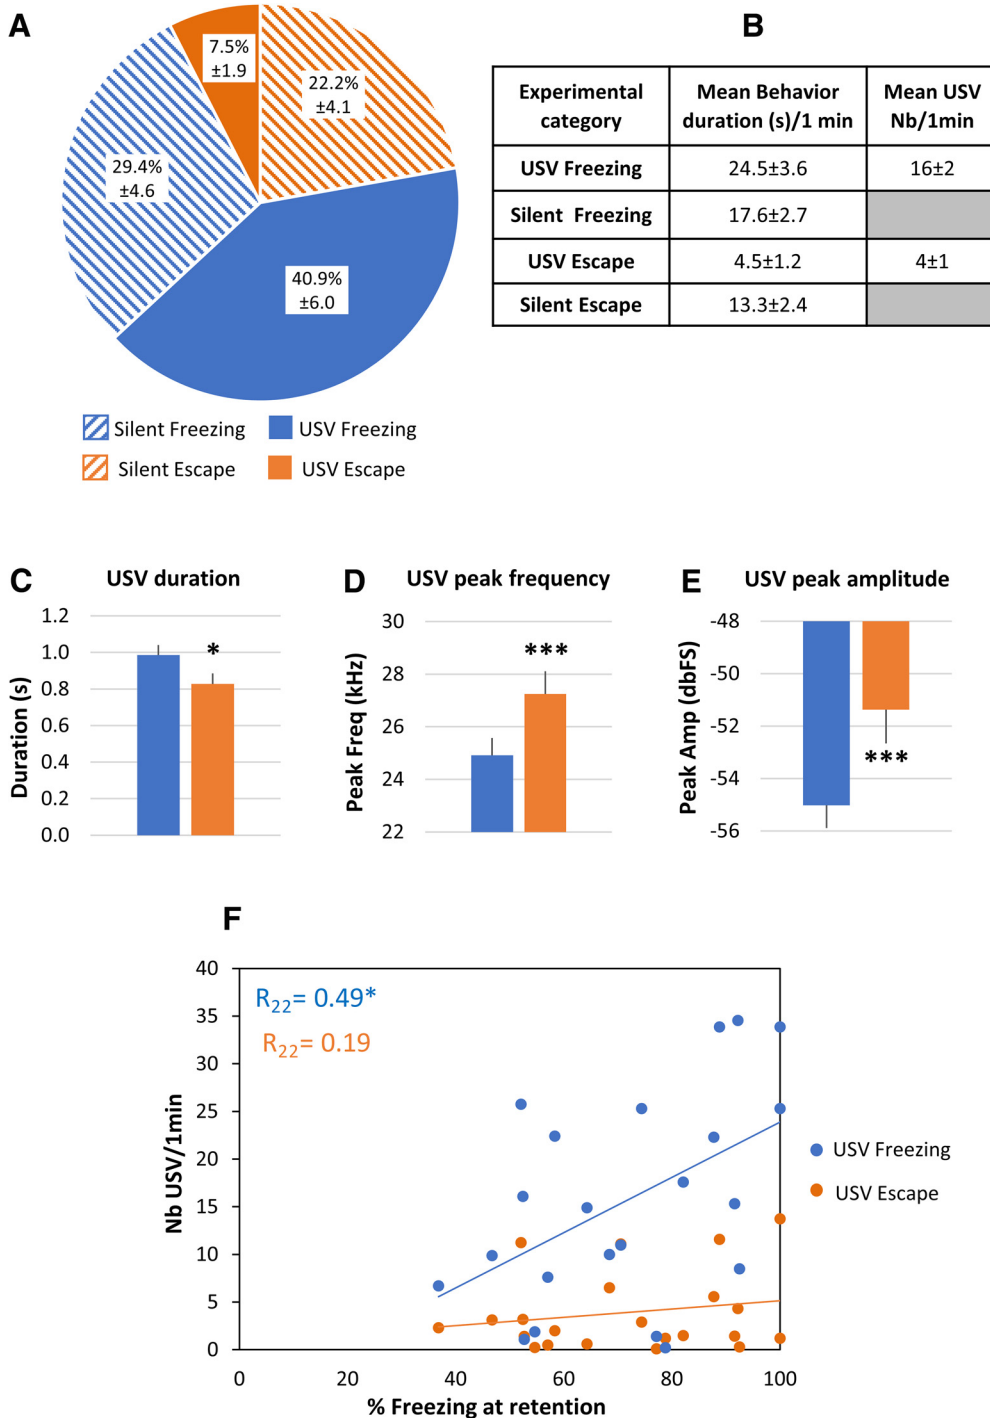 A
7.5%
±1.9
22.2%
±4.1
29.4%
±4.6
40.9%
±6.0
Silent Freezing
USV Freezing
Silent Escape
USV Escape
B
Experimental category
Mean Behavior duration (s)/1 min
Mean USV Nb/1min
USV Freezing 24.5±3.6 16±2
Silent Freezing 17.6±2.7
USV Escape 4.5±1.2 4±1
Silent Escape 13.3±2.4
C
USV duration
Duration (s)
1.2
1.0
0.8
0.6
0.4
0.2
0.0
*
D
USV peak frequency
Peak Freq (kHz)
30
28
26
24
22
***
E
USV peak amplitude
Peak Amp (dbFS)
-48
-50
-52
-54
-56
***
F
R22= 0.49*
R22= 0.19
Nb USV/1min
40
35
30
25
20
15
10
5
0
0 20 40 60 80 100
% Freezing at retention
USV Freezing
USV Escape